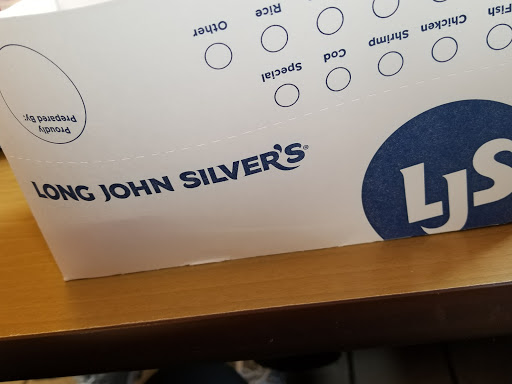 Proudly
Prepared By:
Fish
Chicken
Shrimp
Cod
Special
Rice
Other
LONG JOHN SILVER'S®
LJS